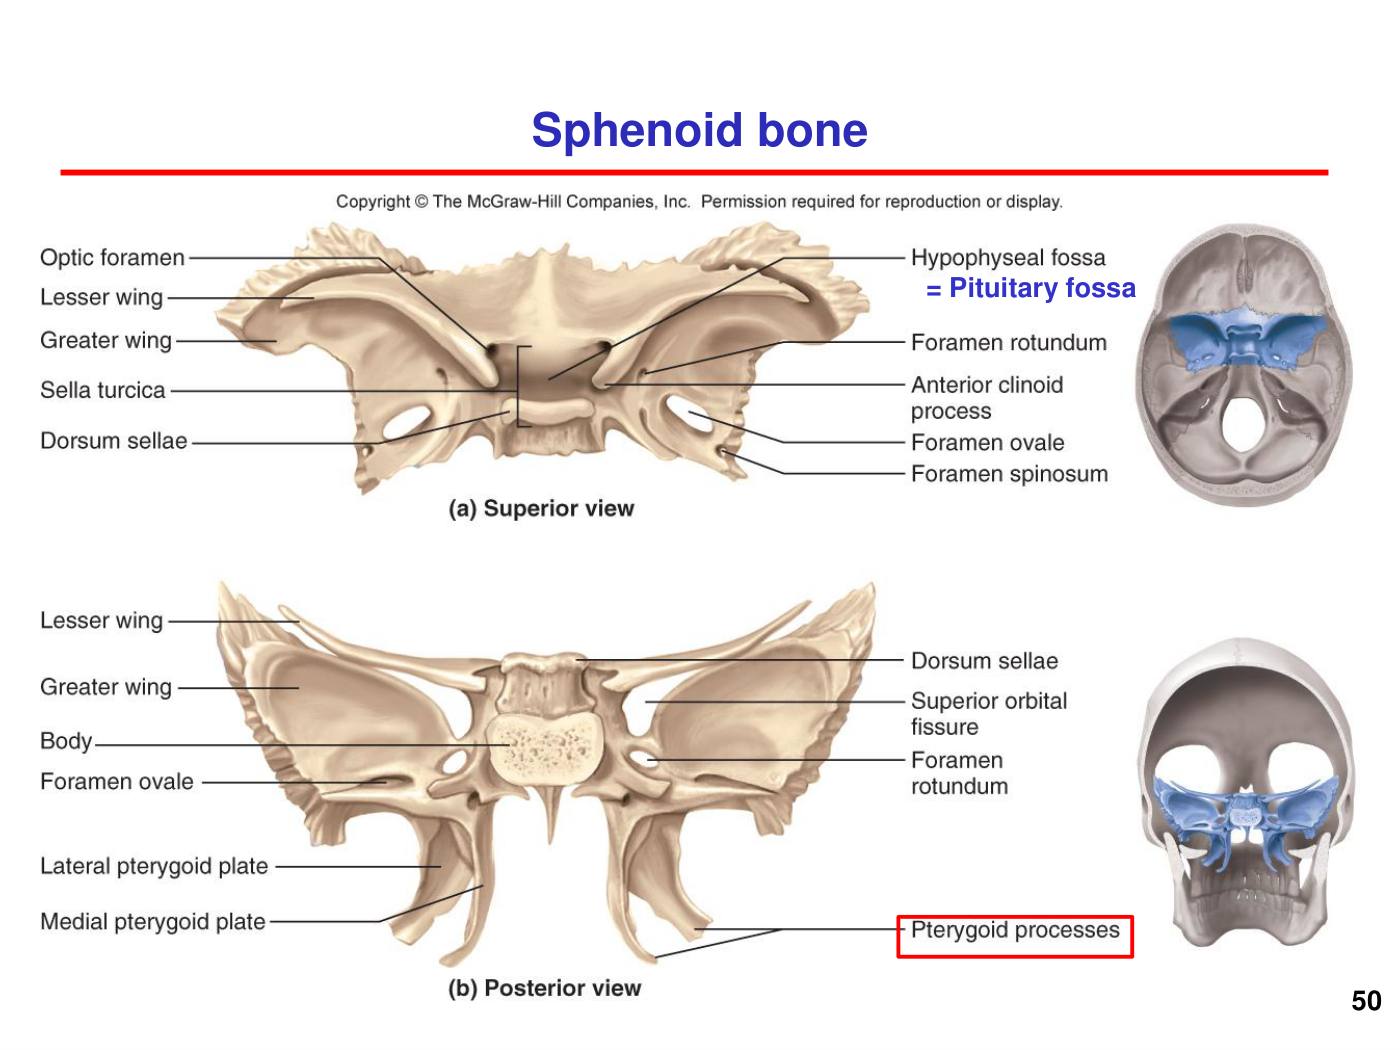 Sphenoid bone
Copyright © The McGraw-Hill Companies, Inc. Permission required for reproduction or display.
Optic foramen
Lesser wing
Greater wing
Sella turcica
Dorsum sellae
Hypophyseal fossa
= Pituitary fossa
Foramen rotundum
Anterior clinoid
process
Foramen ovale
Foramen spinosum
(a) Superior view
Lesser wing
Greater wing
Body
Foramen ovale
Lateral pterygoid plate
Medial pterygoid plate
Dorsum sellae
Superior orbital
fissure
Foramen
rotundum
Pterygoid processes
(b) Posterior view
50